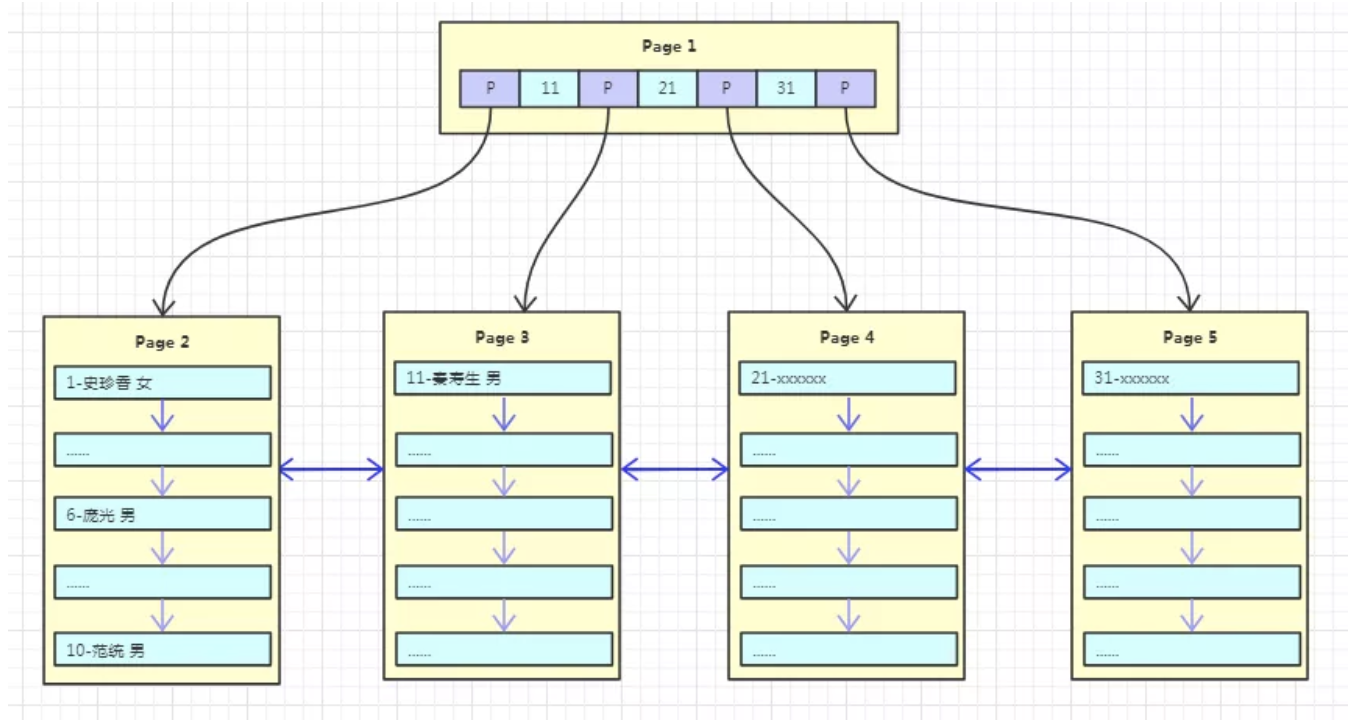 Page 1
P 11 P 21 P 31 P
Page 2
1-史珍香 女
......
6-庞光 男
......
10-范统 男
Page 3
11-秦寿生 男
......
......
......
......
Page 4
21-xxxxxx
......
......
......
......
Page 5
31-xxxxxx
......
......
......
......